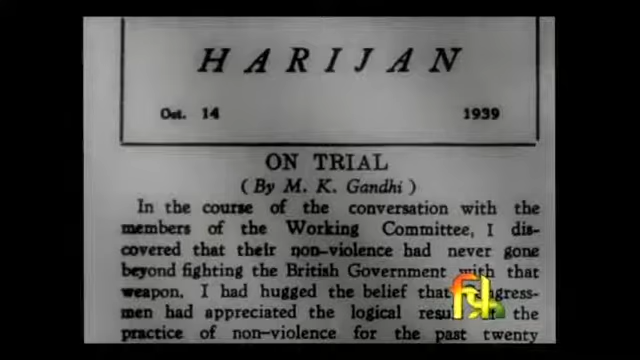 HARIJAN
Oct. 14 1939
ON TRIAL
(By M. K. Gandhi)
In the course of the conversation with the
members of the Working Committee, I dis-
covered that their non-violence had never gone
beyond fighting the British Government with that
weapon. I had hugged the belief that
men had appreciated the logical the
practice of non-violence for the past twenty